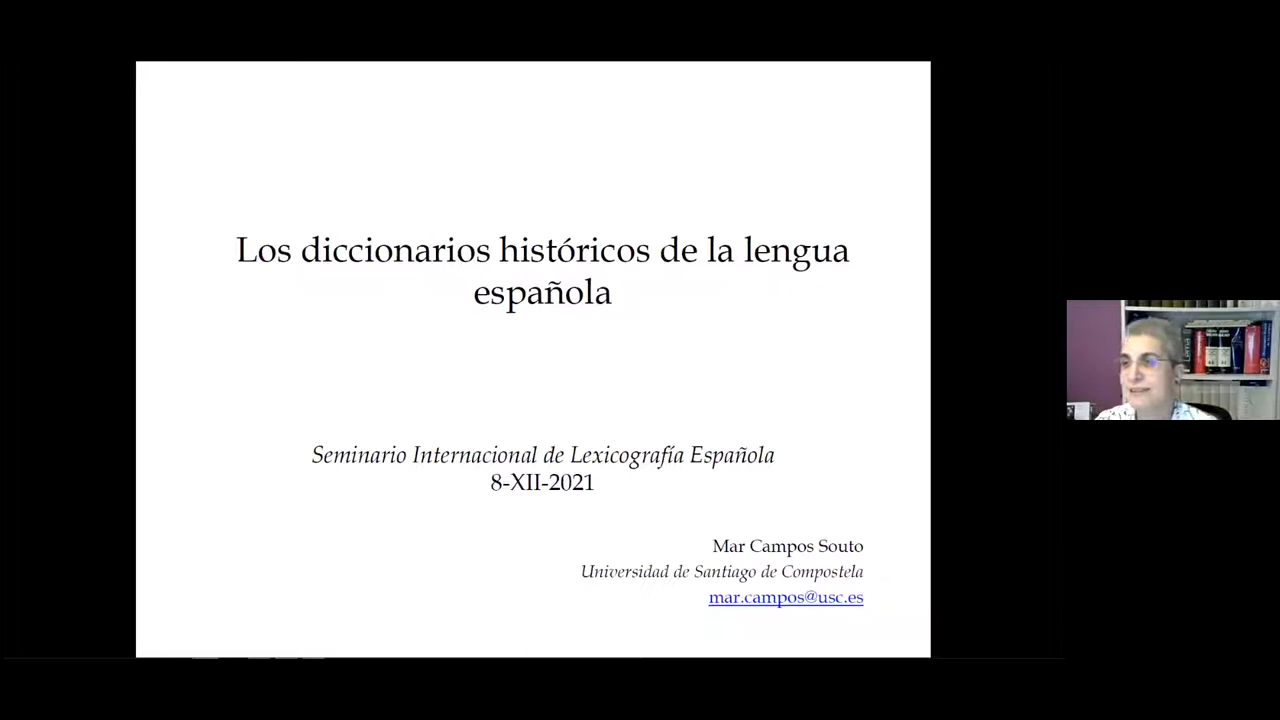 Los diccionarios históricos de la lengua
española
Seminario Internacional de Lexicografía Española
8-XII-2021
Mar Campos Souto
Universidad de Santiago de Compostela
mar.campos@usc.es